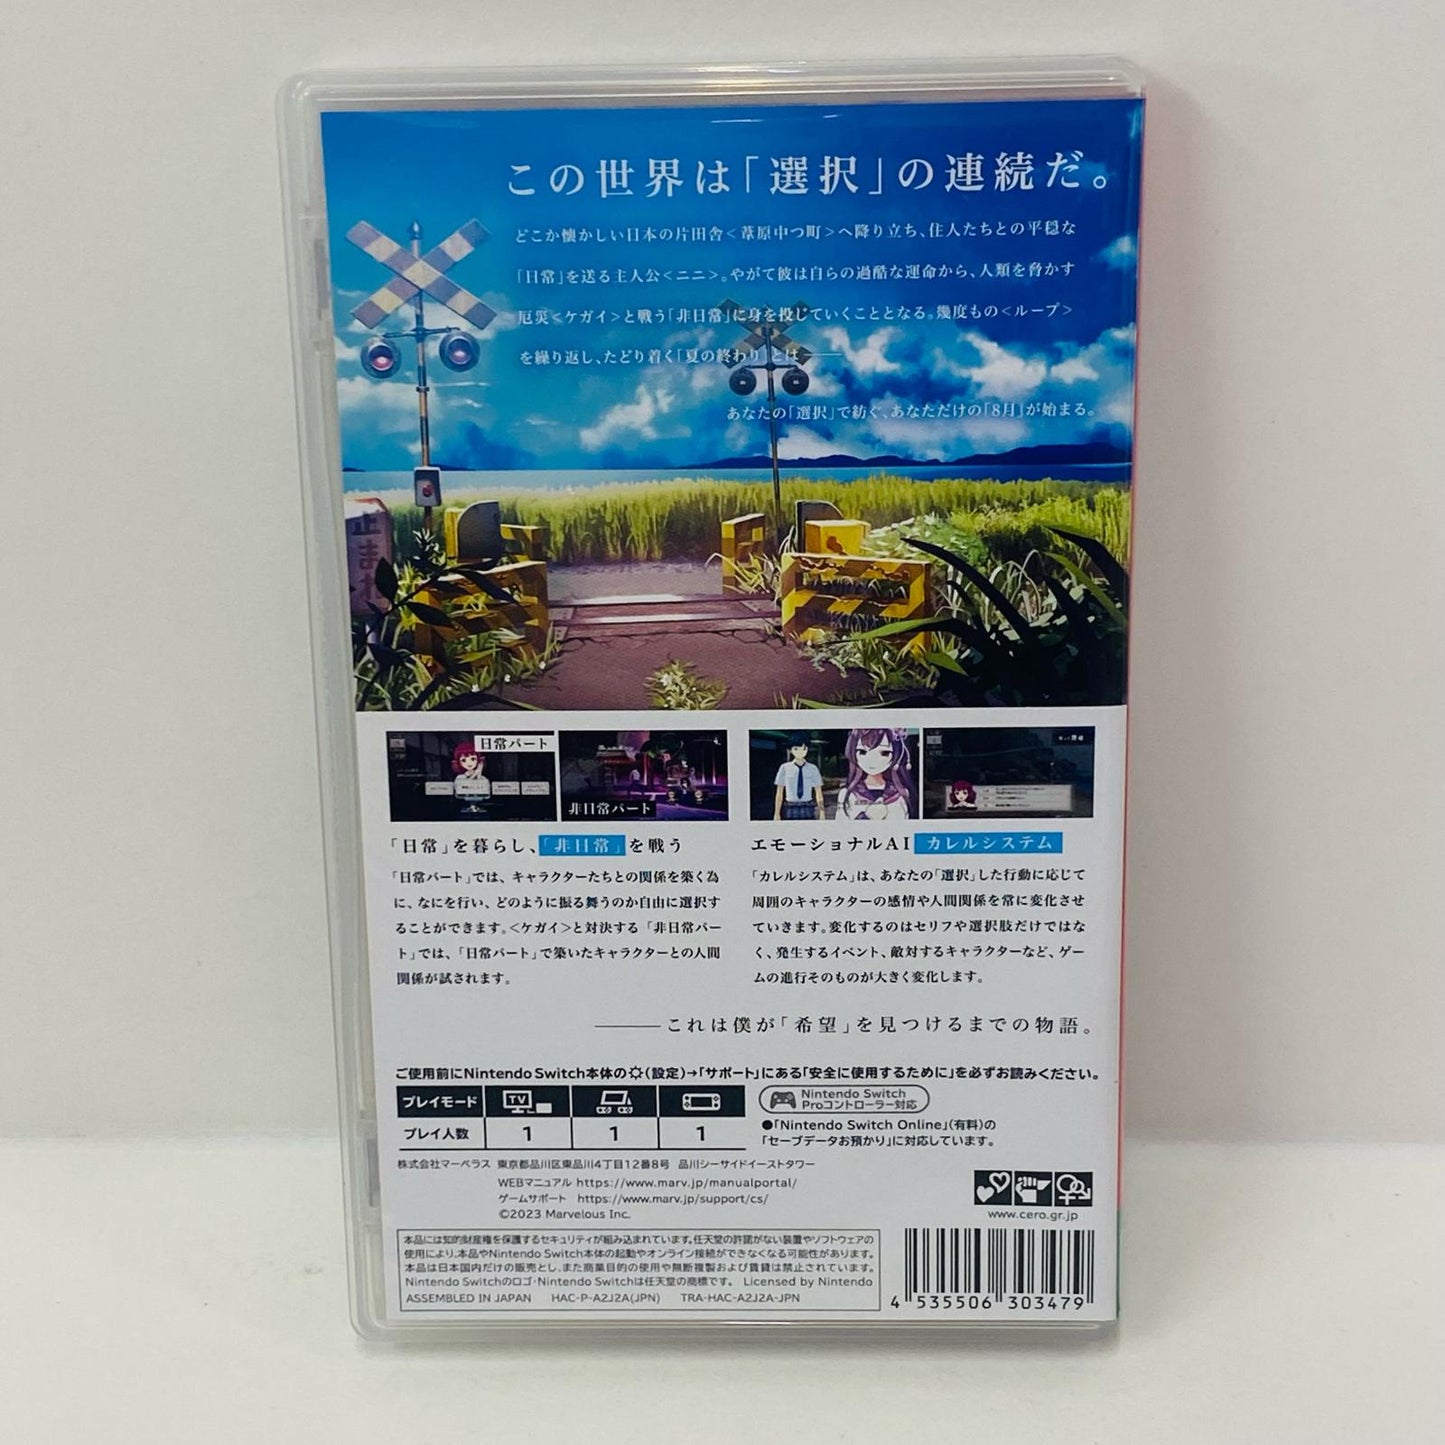 この世界は「選択」の連続だ。
どこか懐かしい日本の片田舎<葦原中つ町>へ降り立ち、住人たちとの平穏な
「日常」を送る主人公<ニニ>。やがて彼は自らの過酷な運命から、人類を脅かす
厄災<ケガイ>と戦う「非日常」に身を投じていくこととなる。幾度もの<ループ>
を繰り返し、たどり着く「夏の終わり」とは――
あなたの「選択」で紡ぐ、あなただけの「8月」が始まる。
止まれ
日常パート
非日常パート
「日常」を暮らし、「非日常」を戦う
「日常パート」では、キャラクターたちとの関係を築く為
に、なにを行い、どのように振る舞うのか自由に選択す
ることができます。<ケガイ>と対決する「非日常パー
ト」では、「日常パート」で築いたキャラクターとの人間
関係が試されます。
エモーショナルAI カレルシステム
「カレルシステム」は、あなたの「選択」した行動に応じて
周囲のキャラクターの感情や人間関係を常に変化させ
ていきます。変化するのはセリフや選択肢だけではな
く、発生するイベント、敵対するキャラクターなど、ゲー
ムの進行そのものが大きく変化します。
――これは僕が「希望」を見つけるまでの物語。
ご使用前にNintendo Switch本体の(設定)→「サポート」にある「安全に使用するために」を必ずお読みください。
プレイモード TV
プレイ人数 1 1 1
Nintendo Switch
Proコントローラー対応
●「Nintendo Switch Online」(有料)の
「セーブデータお預かり」に対応しています。
株式会社マーベラス 東京都品川区東品川4丁目12番8号 品川シーサイドイーストタワー
WEBマニュアル https://www.marv.jp/manualportal/
ゲームサポート https://www.marv.jp/support/cs/
©2023 Marvelous Inc.
www.cero.gr.jp
本品には知的財産権を保護するセキュリティが組み込まれています。任天堂の許諾がない装置やソフトウェアの
使用により、本品やNintendo Switch本体の起動やオンライン接続ができなくなる可能性があります。
本品は日本国内だけの販売とし、また商業目的の使用や無断複製および賃貸は禁止されています。
Nintendo Switchのロゴ・Nintendo Switchは任天堂の商標です。 Licensed by Nintendo
ASSEMBLED IN JAPAN HAC-P-A2J2A(JPN) TRA-HAC-A2J2A-JPN
4 535506 303479